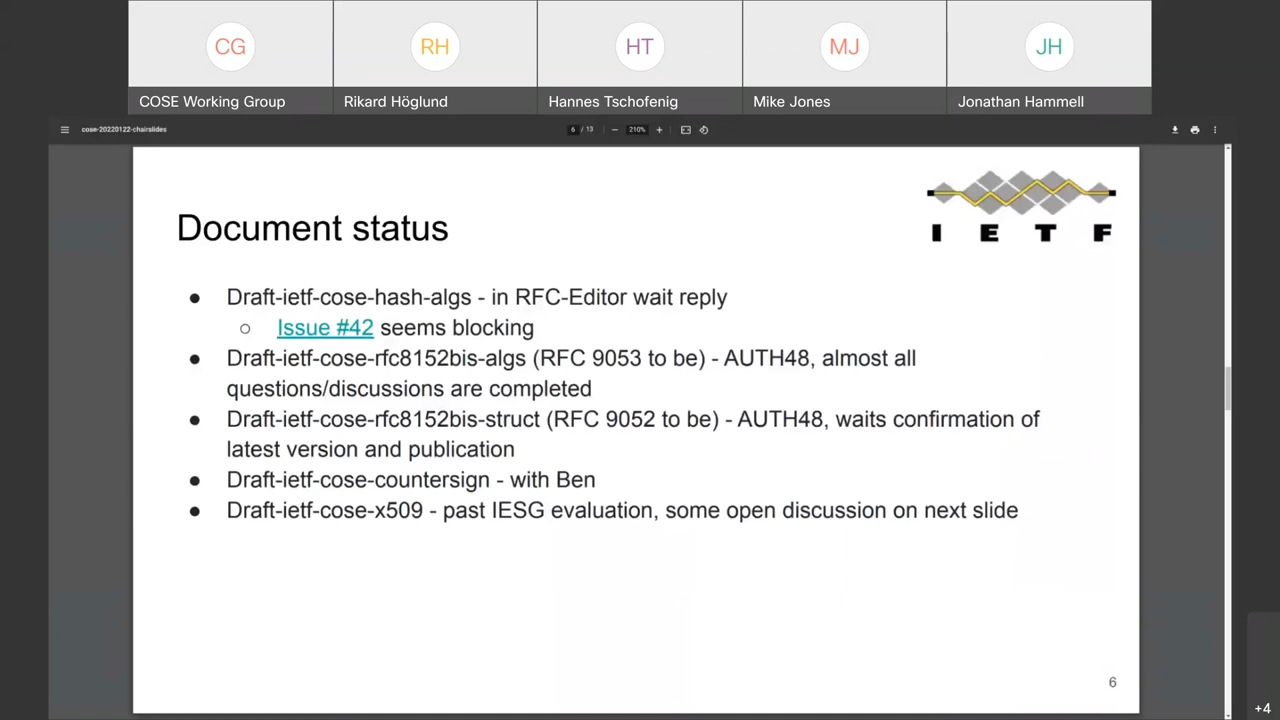 CG
RH
HT
MJ
JH
COSE Working Group
Rikard Höglund
Hannes Tschofenig
Mike Jones
Jonathan Hammell
cose-20220122-chairslides
6 / 13
210%
I E T F
Document status
● Draft-ietf-cose-hash-algs - in RFC-Editor wait reply
○ Issue #42 seems blocking
● Draft-ietf-cose-rfc8152bis-algs (RFC 9053 to be) - AUTH48, almost all
questions/discussions are completed
● Draft-ietf-cose-rfc8152bis-struct (RFC 9052 to be) - AUTH48, waits confirmation of
latest version and publication
● Draft-ietf-cose-countersign - with Ben
● Draft-ietf-cose-x509 - past IESG evaluation, some open discussion on next slide
6
+4